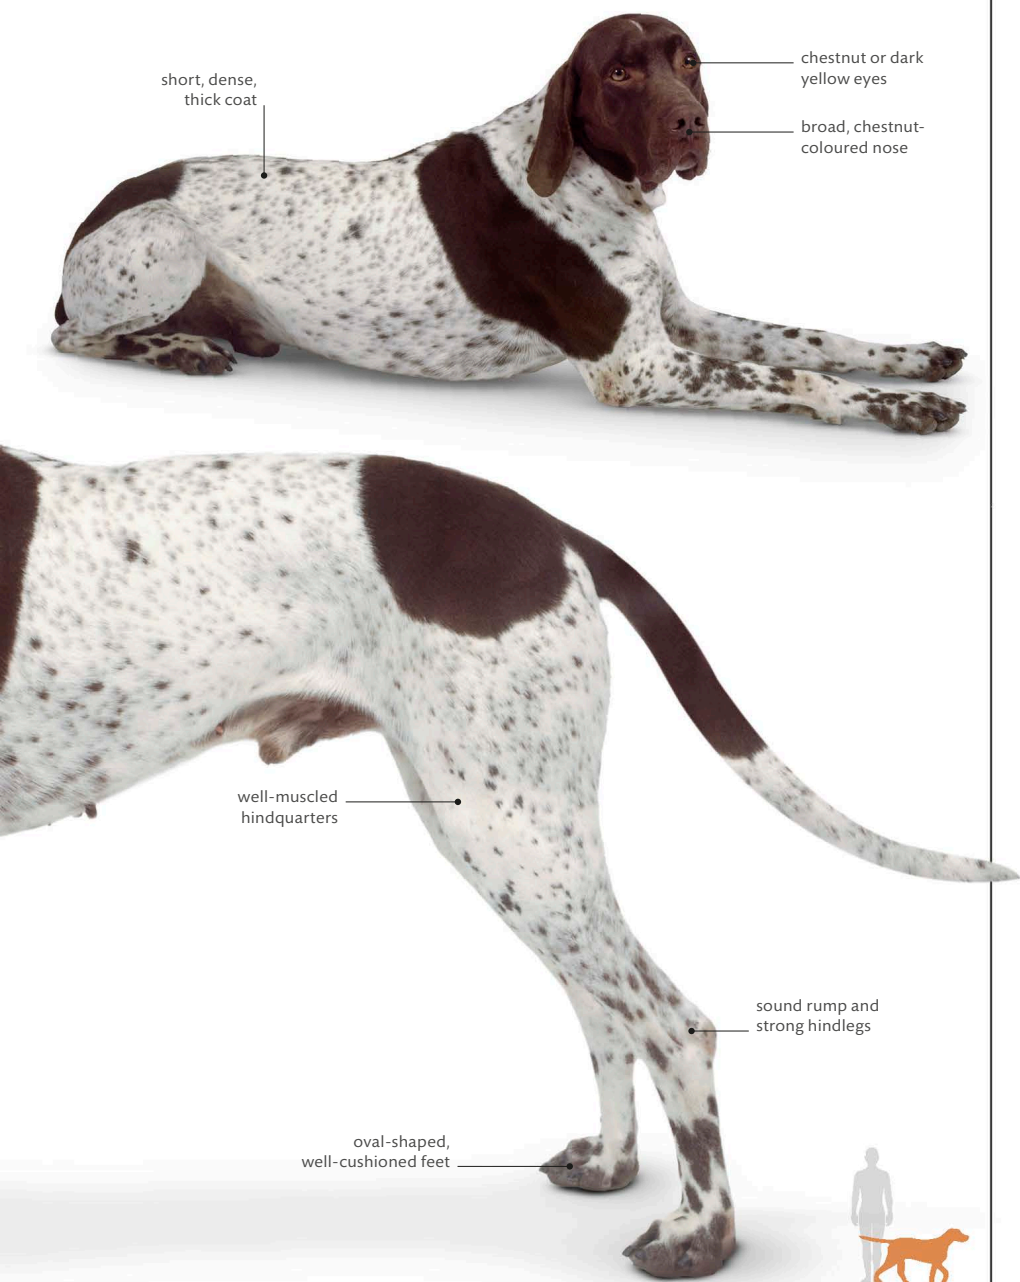 short, dense,
thick coat
chestnut or dark
yellow eyes
broad, chestnut-
coloured nose
well-muscled
hindquarters
sound rump and
strong hindlegs
oval-shaped,
well-cushioned feet